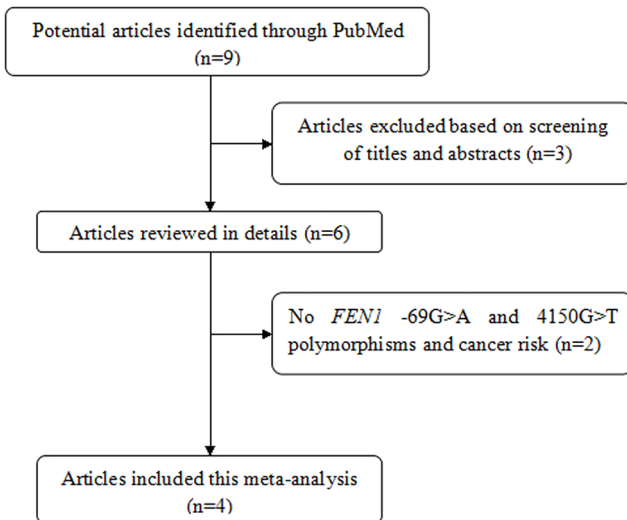 Potential articles identified through PubMed
(n=9)
Articles excluded based on screening
of titles and abstracts (n=3)
Articles reviewed in details (n=6)
No FEN1 -69G>A and 4150G>T
polymorphisms and cancer risk (n=2)
Articles included this meta-analysis
(n=4)